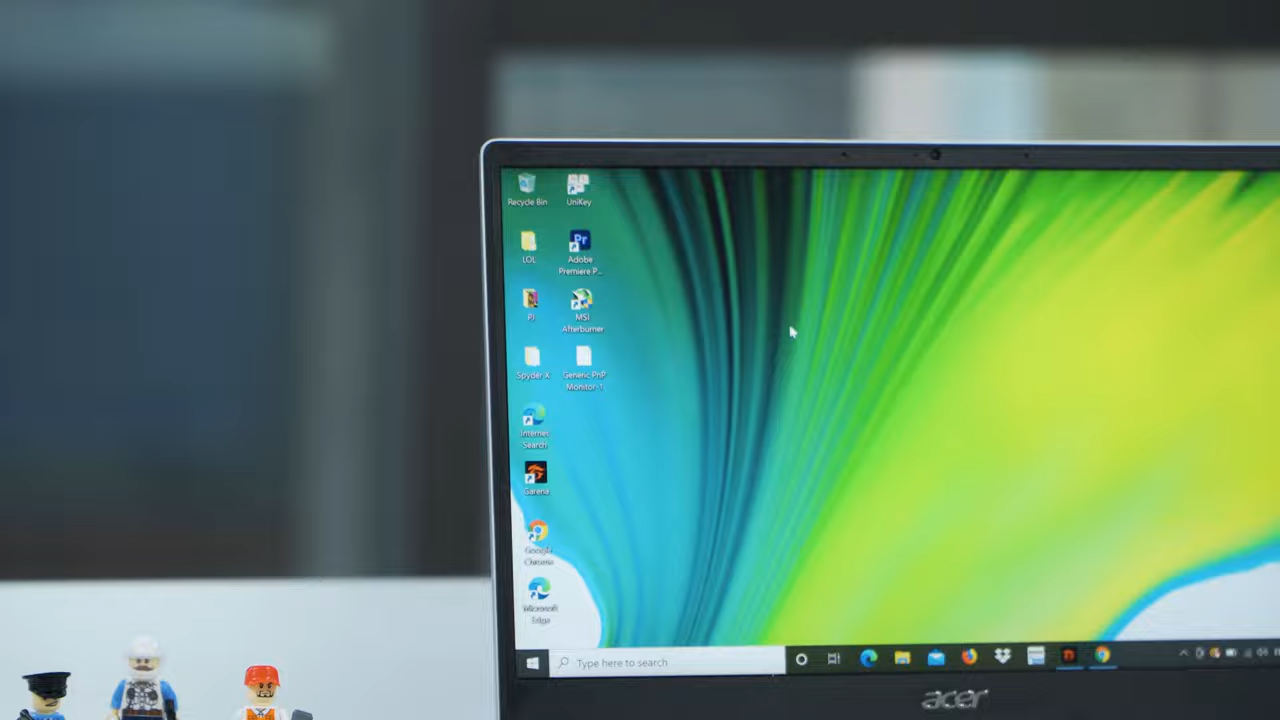 Recycle Bin
UniKey
LOL
Adobe
Premiere P...
PJ
MSI
Afterburner
Spyder X
Generic PnP
Monitor-1
Internet
Search
Garena
Google
Chrome
Microsoft
Edge
Type here to search
acer